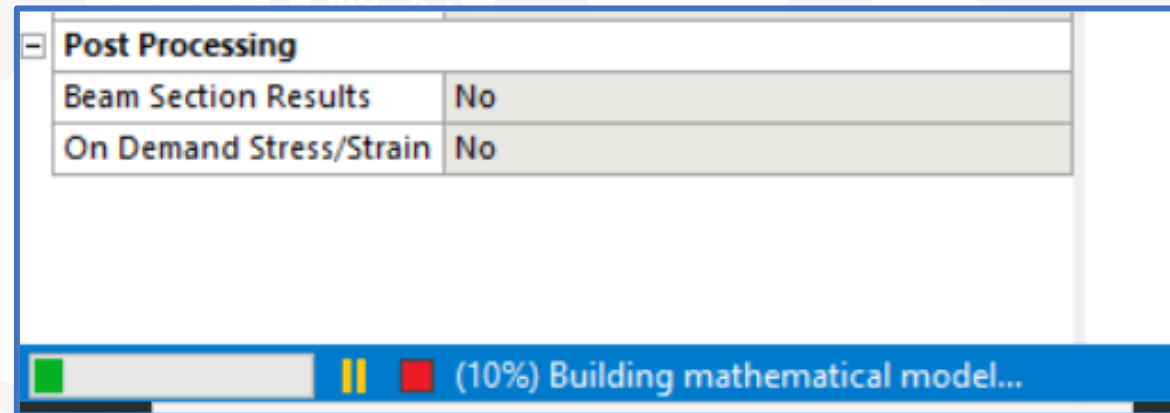 Post Processing
Beam Section Results No
On Demand Stress/Strain No
(10%) Building mathematical model...